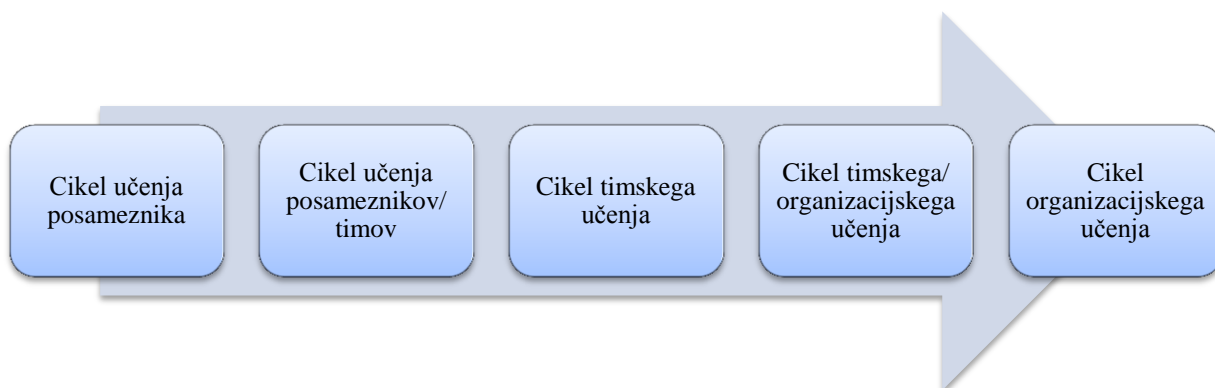 Cikel učenja
posameznika
Cikel učenja
posameznikov/
timov
Cikel timskega
učenja
Cikel timskega/
organizacijskega
učenja
Cikel
organizacijskega
učenja